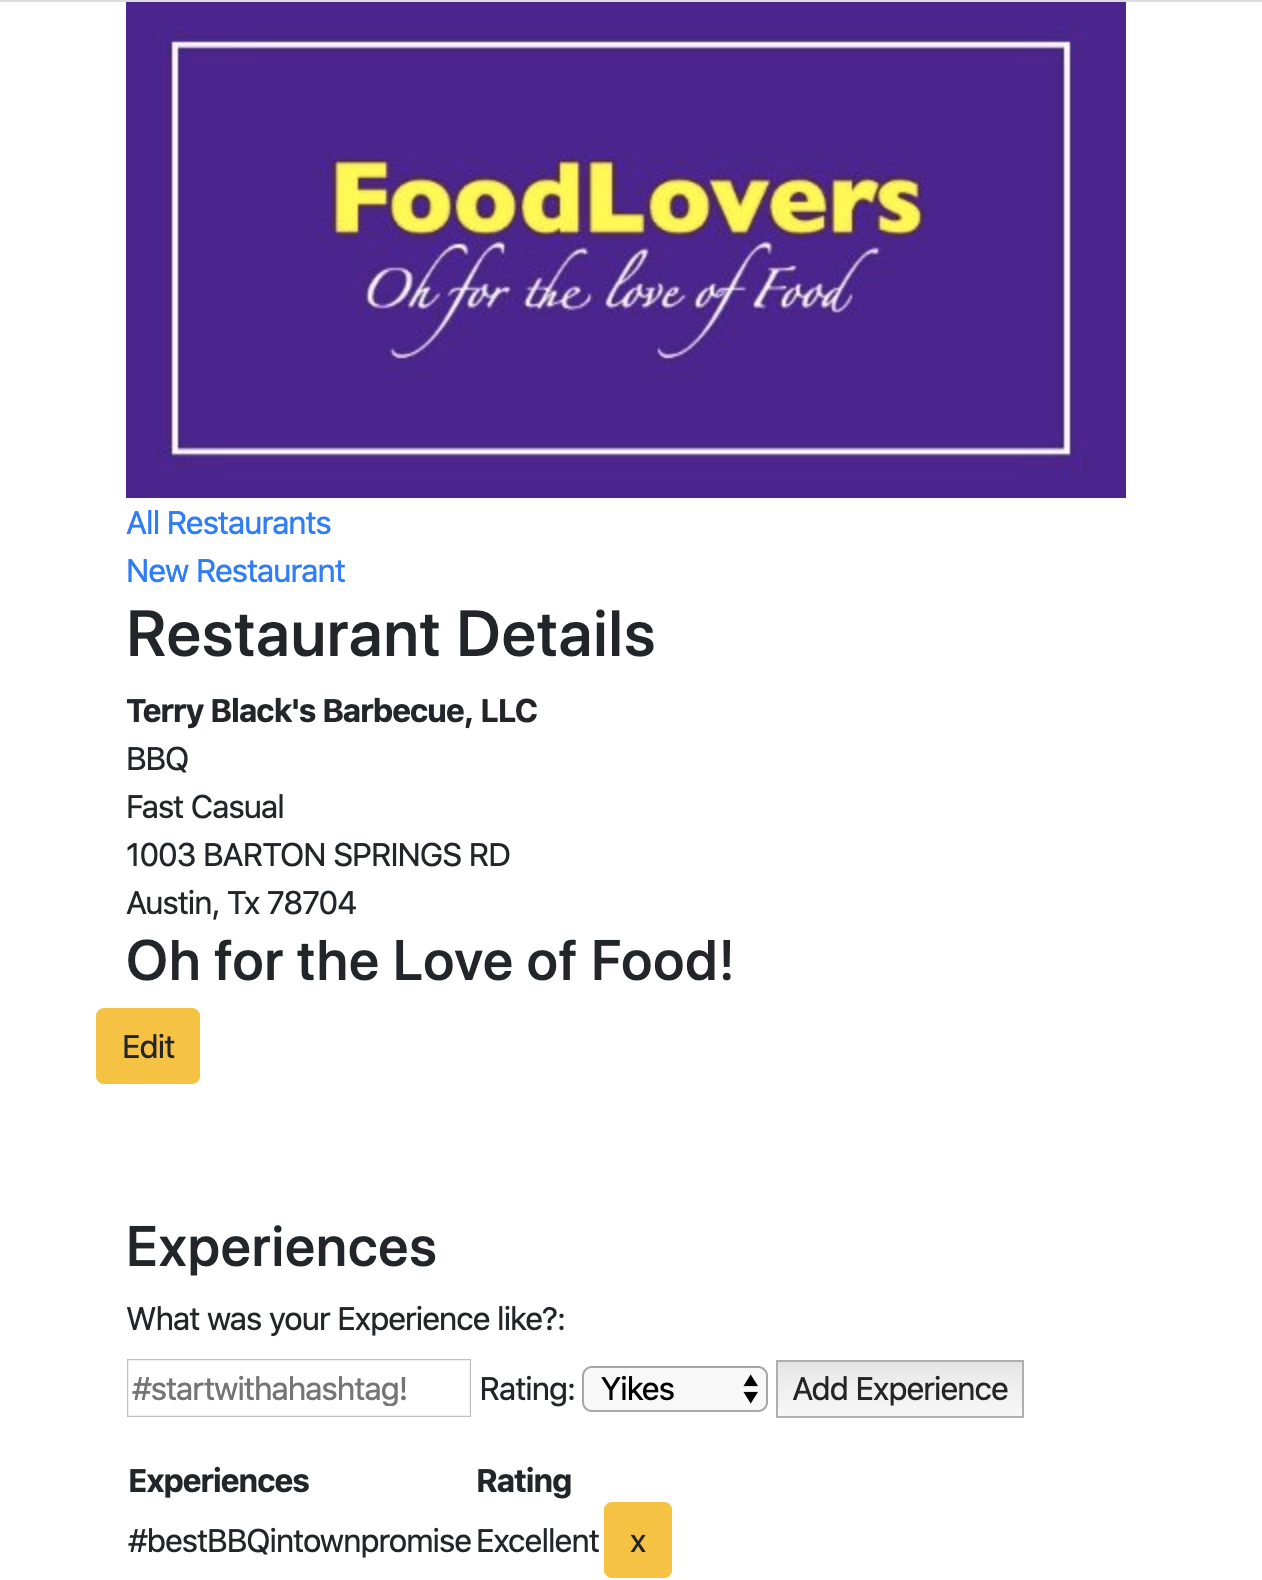 FoodLovers
Oh for the love of Food
All Restaurants
New Restaurant
Restaurant Details
Terry Black's Barbecue, LLC
BBQ
Fast Casual
1003 BARTON SPRINGS RD
Austin, Tx 78704
Oh for the Love of Food!
Edit
Experiences
What was your Experience like?:
#startwithahashtag! Rating: Yikes Add Experience
Experiences Rating
#bestBBQintownpromise Excellent x